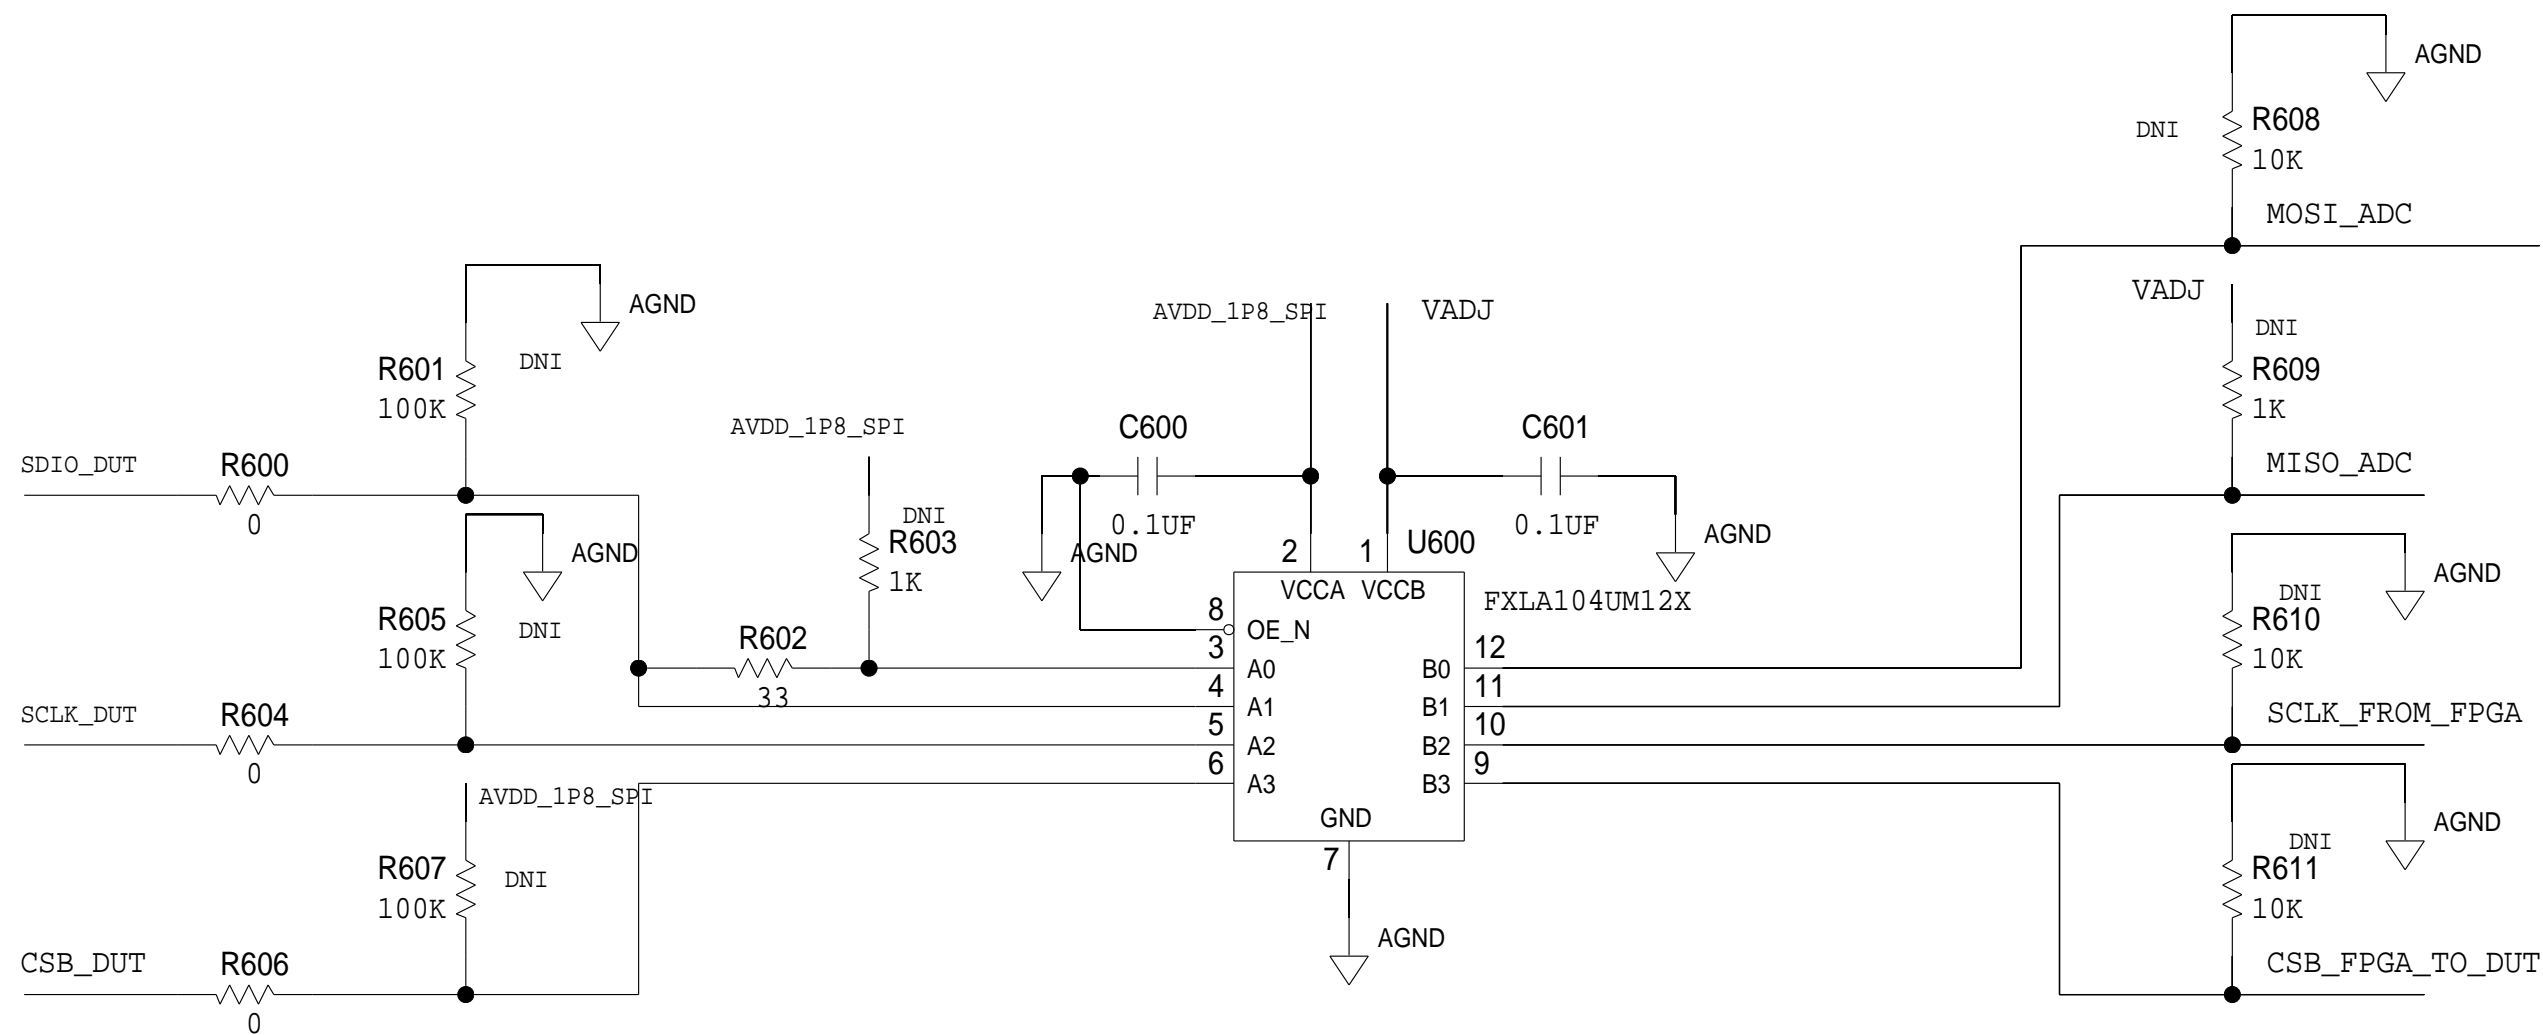 AGND
R608
DNI
10K
MOSI_ADC
VADJ
DNI
R609
1K
MISO_ADC
AGND
DNI
R610
10K
SCLK_FROM_FPGA
AGND
DNI
R611
10K
CSB_FPGA_TO_DUT
AGND
R601
DNI
100K
SDIO_DUT
R600
0
AGND
R605
DNI
100K
SCLK_DUT
R604
0
AVDD_1P8_SPI
R607
DNI
100K
CSB_DUT
R606
0
AVDD_1P8_SPI
DNI
R603
1K
R602
33
AVDD_1P8_SPI
VADJ
C600
0.1UF
AGND
C601
0.1UF
AGND
2
1
U600
VCCA
VCCB
FXLA104UM12X
8
OE_N
3
A0
B0
12
4
A1
B1
11
5
A2
B2
10
6
A3
B3
9
GND
7
AGND